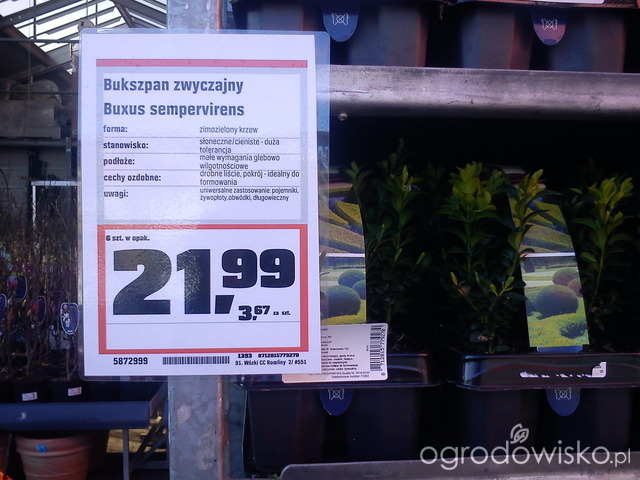 Bukszpan zwyczajny
Buxus sempervirens
forma: zimozielony krzew
stanowisko: słoneczne/cieniste - duża
tolerancja
podłoże: małe wymagania glebowo
wilgotnościowe
cechy ozdobne: drobne liście, pokrój - idealny do
formowania
uwagi: uniwersalne zastosowanie: pojemniki,
żywopłoty,obwódki, długowieczny
6 szt. w opak.
21,99
3,67 za szt.
5872999 1393 8712815779270
91. Wózki CC Rośliny 2/ #551
ogrodowisko.pl